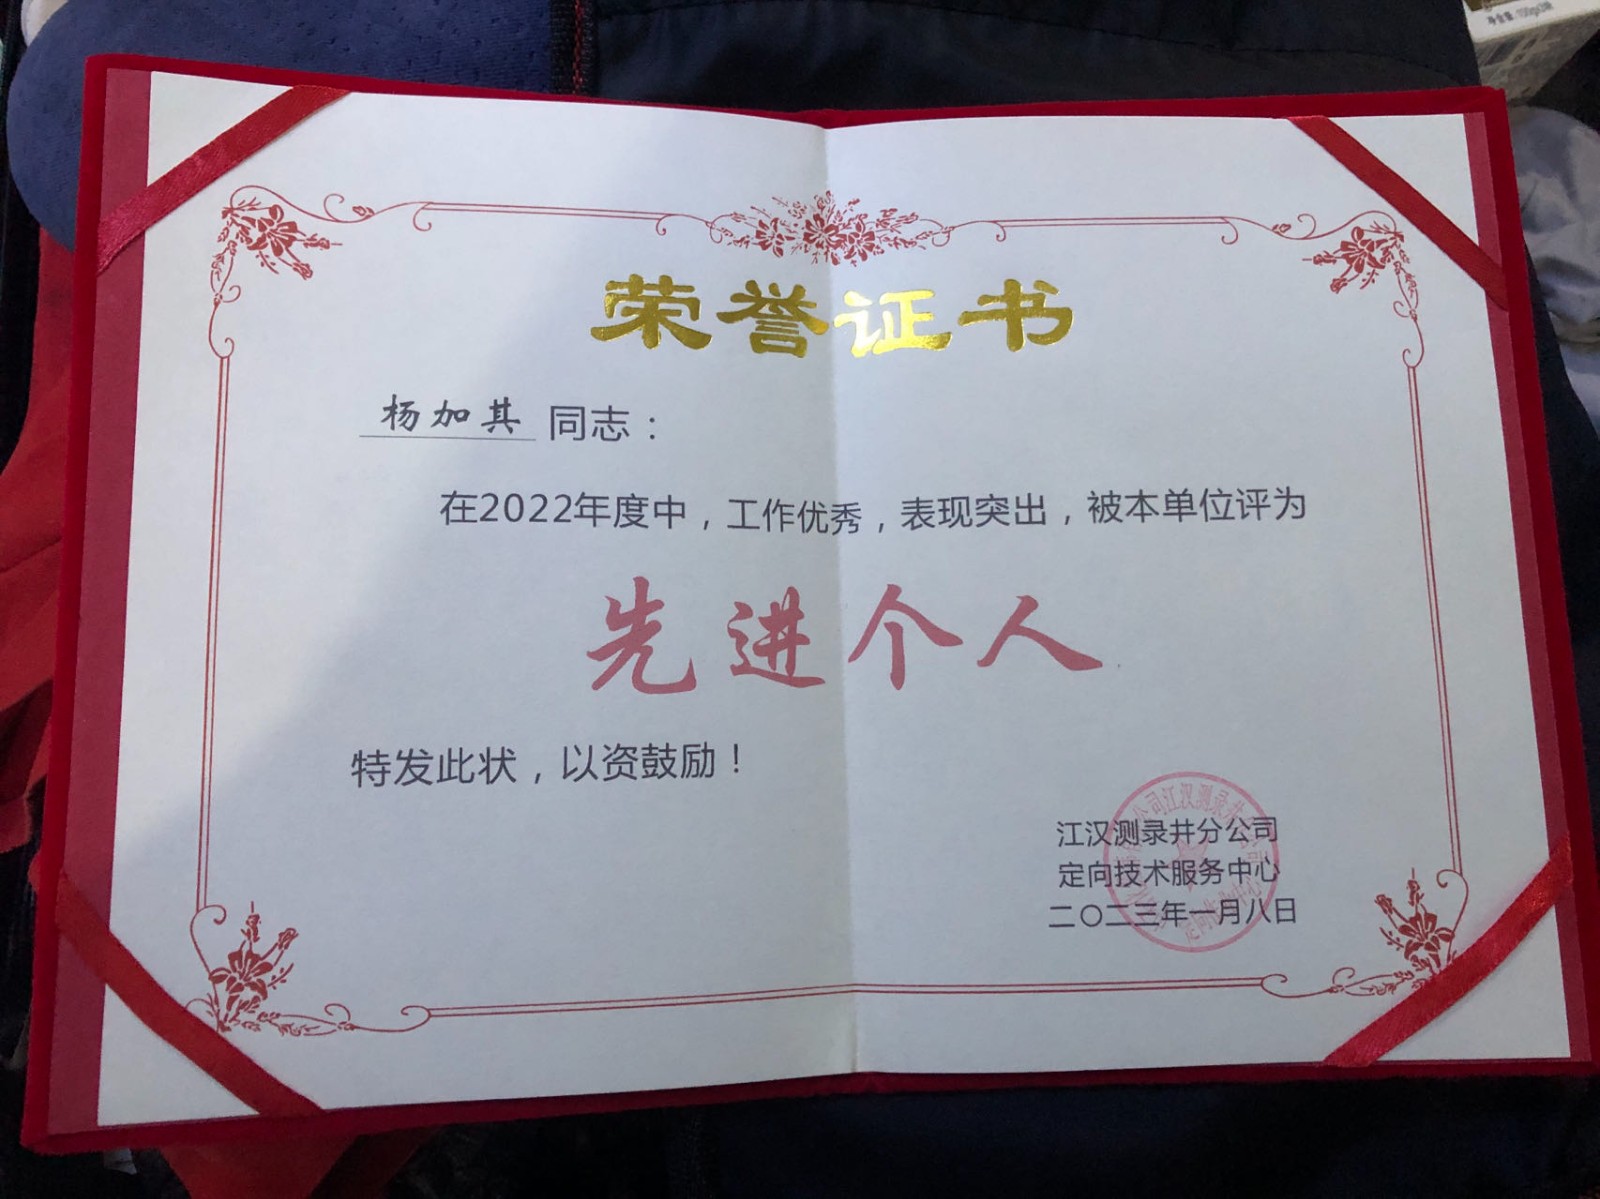 荣誉证书
杨加其 同志：
在2022年度中，工作优秀，表现突出，被本单位评为
先进个人
特发此状，以资鼓励！
江汉测录井分公司
定向技术服务中心
二〇二三年一月八日